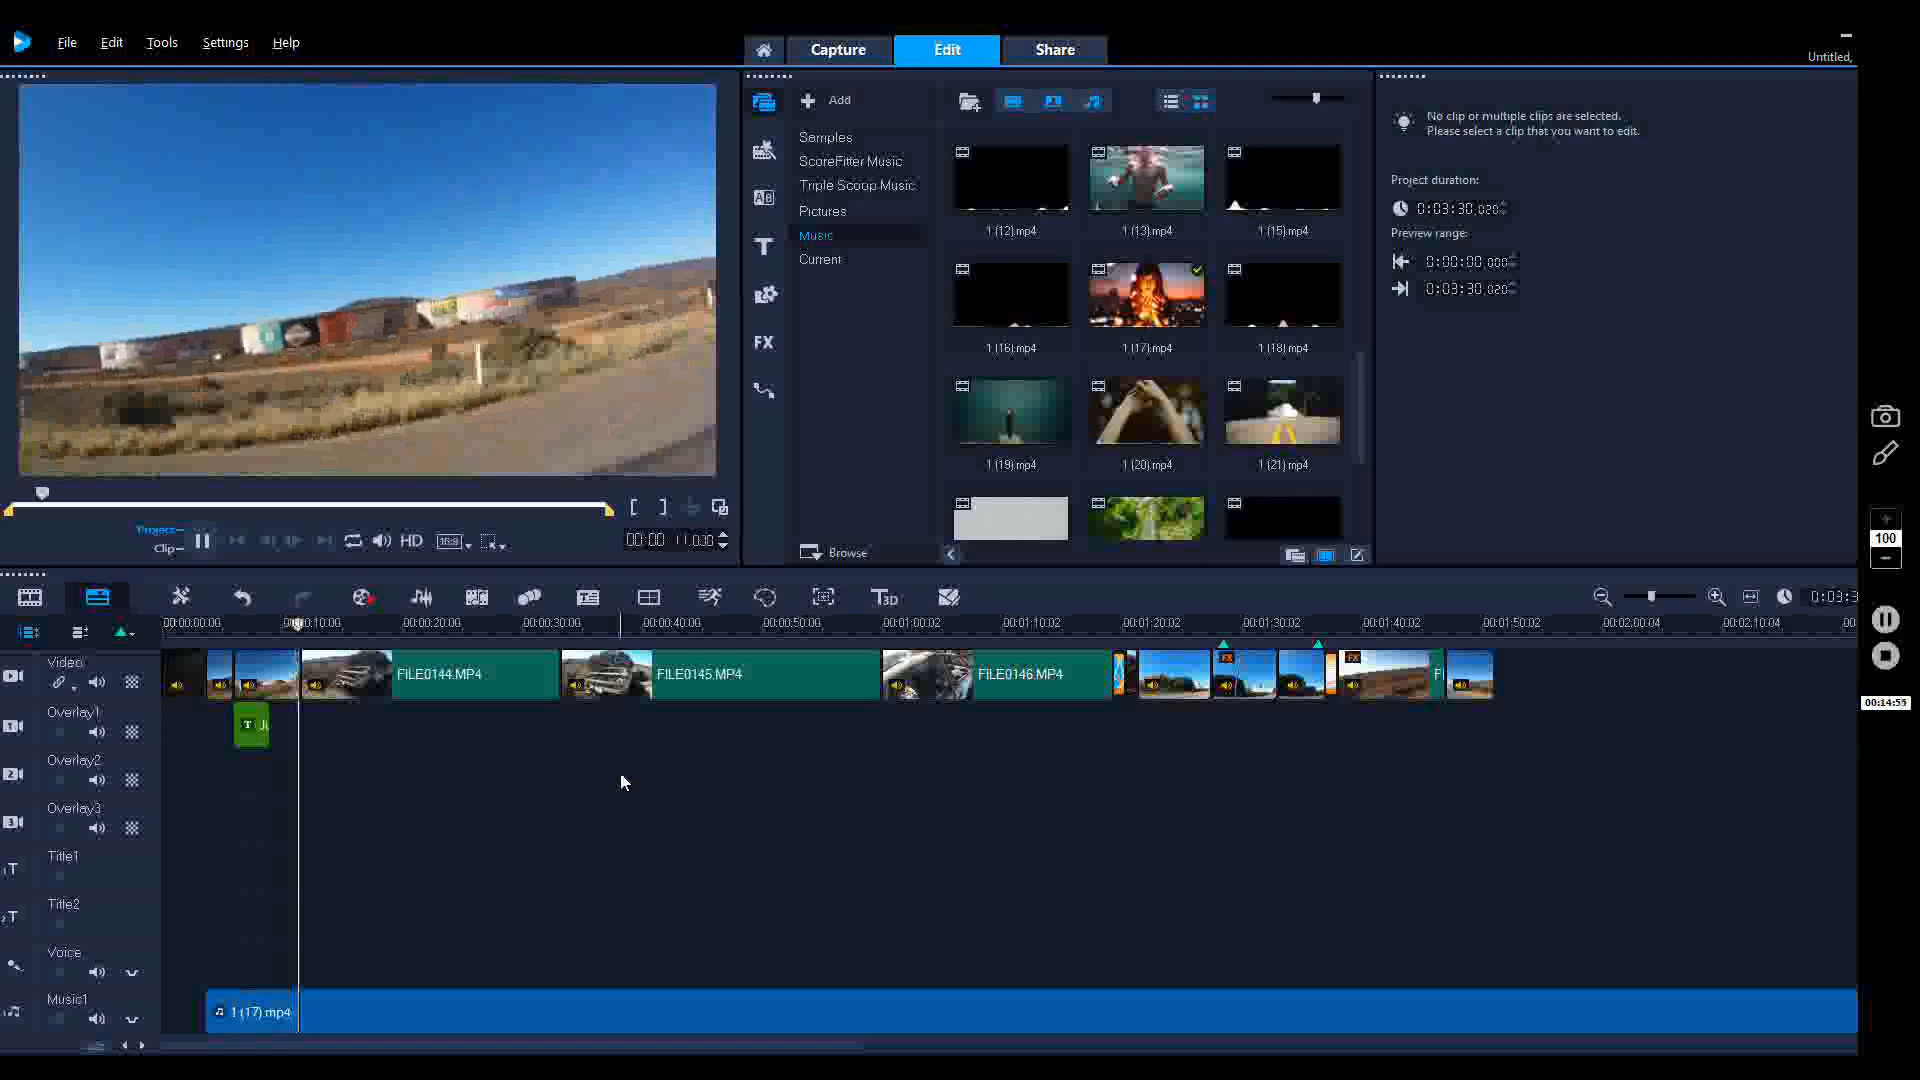 File Edit Tools Settings Help
Capture Edit Share
Untitled,
Add
Samples
ScoreFitter Music
Triple Scoop Music
Pictures
Music
Current
Browse
1 (12).mp4 1 (13).mp4 1 (15).mp4
1 (16).mp4 1 (17).mp4 1 (18).mp4
1 (19).mp4 1 (20).mp4 1 (21).mp4
No clip or multiple clips are selected.
Please select a clip that you want to edit.
Project duration:
0:03:30.020
Preview range:
0:00:00.000
0:03:30.020
Project
Clip
HD
16:9
FX
T3D
100
00:14:55
00:00:00.00 00:00:20.00 00:00:30.00 00:00:40.00 00:00:50.00 00:01:00.02 00:01:10.02 00:01:20.02 00:01:30.02 00:01:40.02 00:01:50.02 00:02:00.04 00:02:10.04
Video
FILE0144.MP4 FILE0145.MP4 FILE0146.MP4
Overlay1
Overlay2
Overlay3
Title1
Title2
Voice
Music1
1 (17).mp4